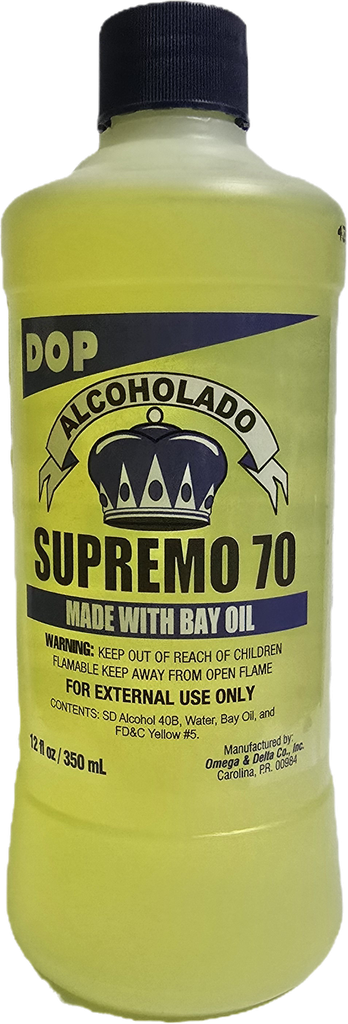 DOP
ALCOHOLADO
SUPREMO 70
MADE WITH BAY OIL
WARNING: KEEP OUT OF REACH OF CHILDREN
FLAMABLE KEEP AWAY FROM OPEN FLAME
FOR EXTERNAL USE ONLY
CONTENTS: SD Alcohol 40B, Water, Bay Oil, and
FD&C Yellow #5.
12 fl oz / 350 mL
Manufactured by:
Omega & Delta Co., Inc.
Carolina, P.R. 00984